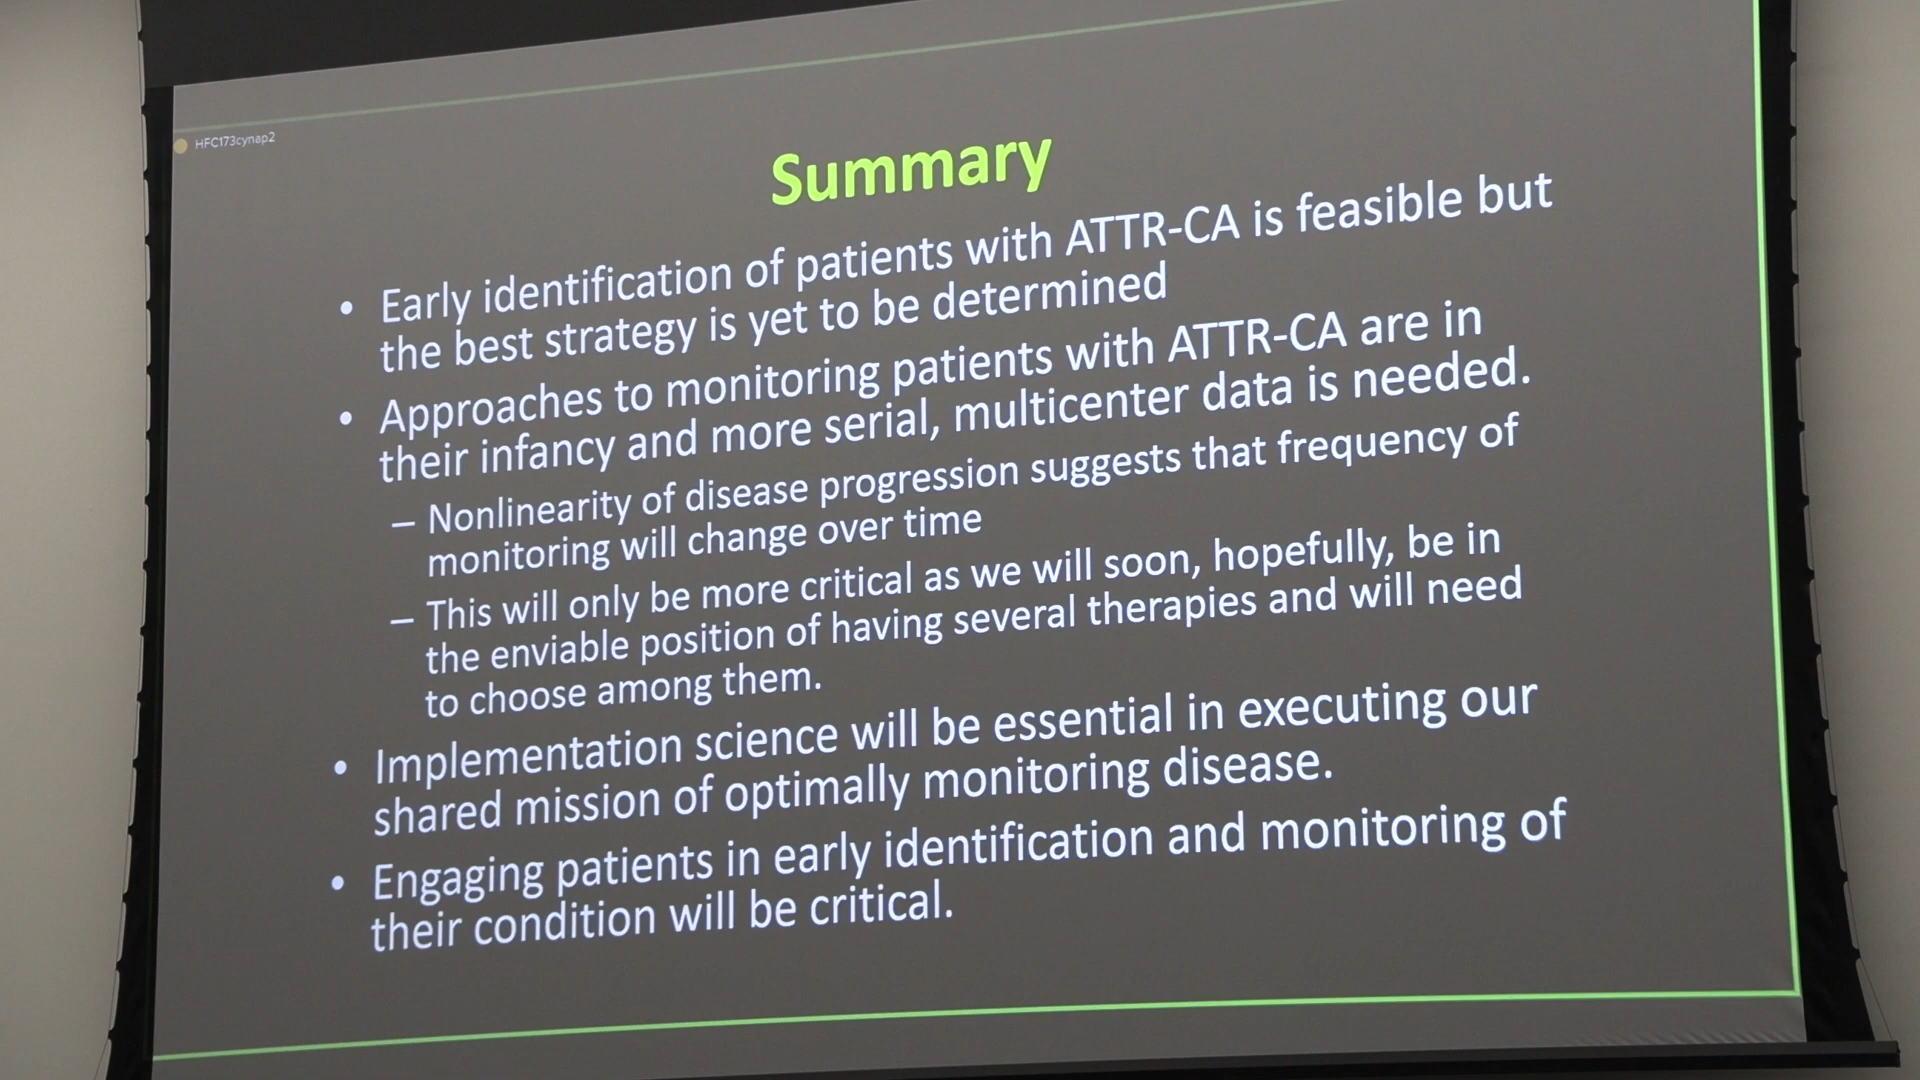 HFC173cynap2
Summary
• Early identification of patients with ATTR-CA is feasible but
the best strategy is yet to be determined
• Approaches to monitoring patients with ATTR-CA are in
their infancy and more serial, multicenter data is needed.
– Nonlinearity of disease progression suggests that frequency of
monitoring will change over time
– This will only be more critical as we will soon, hopefully, be in
the enviable position of having several therapies and will need
to choose among them.
• Implementation science will be essential in executing our
shared mission of optimally monitoring disease.
• Engaging patients in early identification and monitoring of
their condition will be critical.